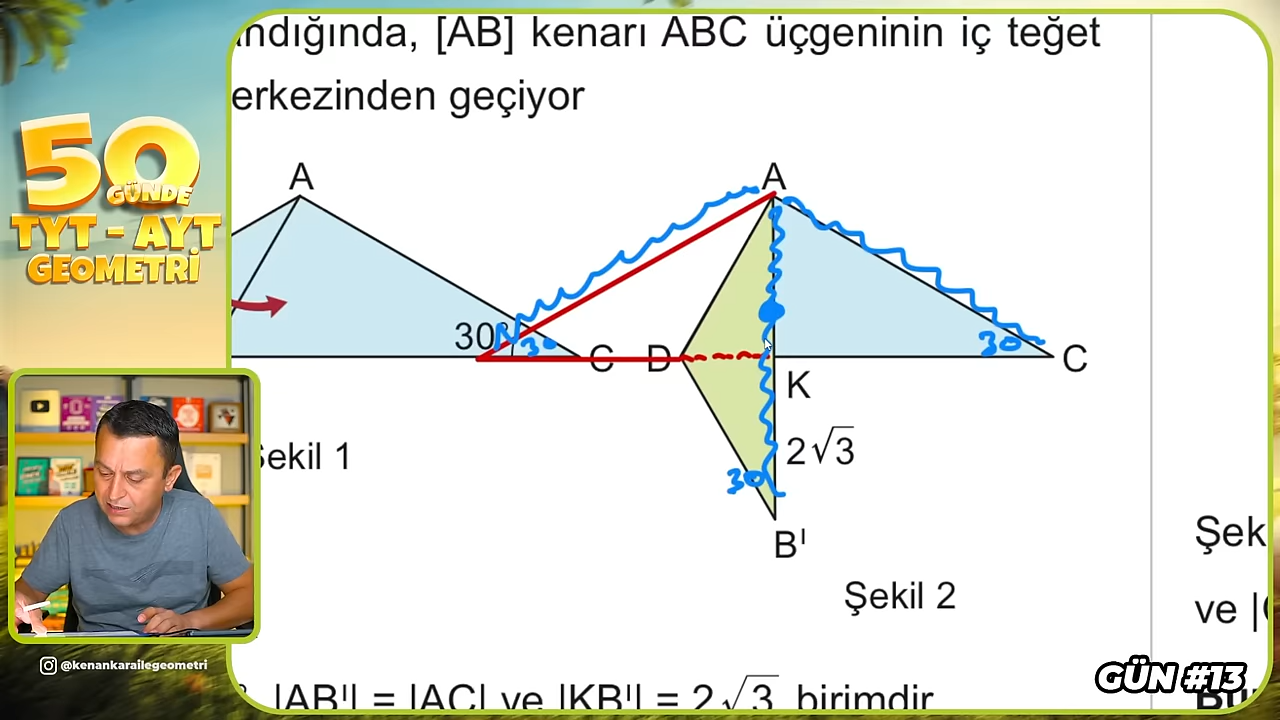 ındığında, [AB] kenarı ABC üçgeninin iç teğet
erkezinden geçiyor
50
GÜNDE
TYT - AYT
GEOMETRİ
A
A
30°
30
C
D
30
C
K
2√3
30
B'
Şekil 1
Şekil 2
Şek
ve |
|AB'| = |AC| ve |KB'| = 2√3 birimdir
@kenankarailegeometri
GÜN #13